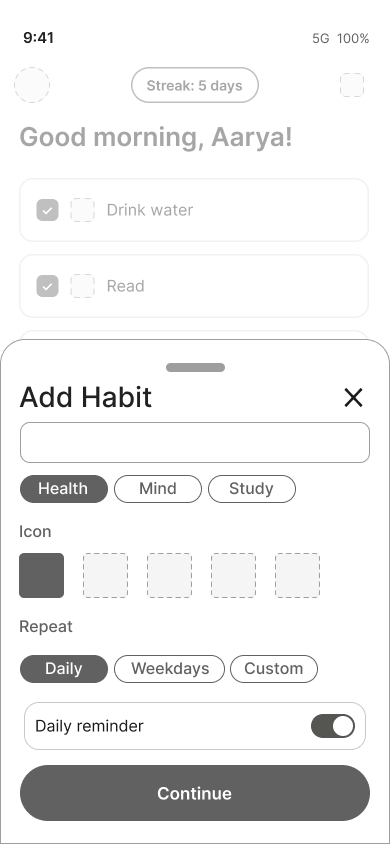 9:41 5G 100%
Streak: 5 days
Good morning, Aarya!
Drink water
Read
Add Habit
Health Mind Study
Icon
Repeat
Daily Weekdays Custom
Daily reminder
Continue